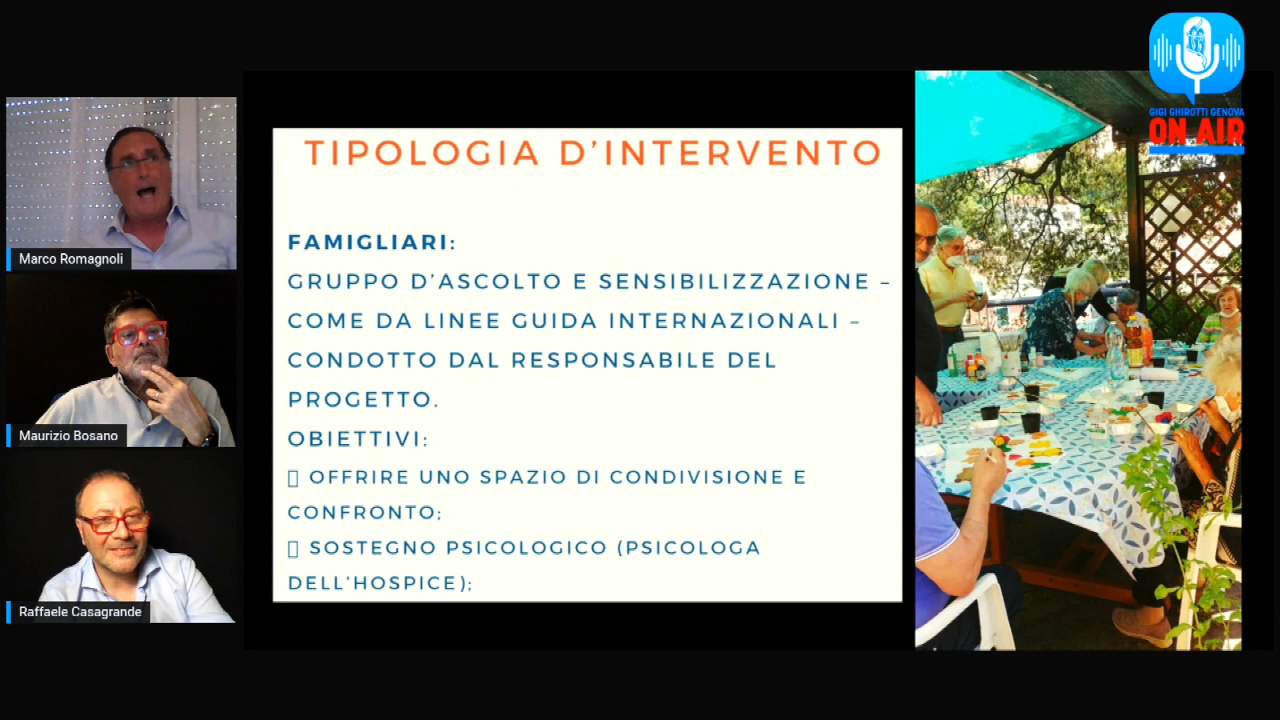 GIGI GHIROTTI GENOVA
ON AIR
Marco Romagnoli
Maurizio Bosano
Raffaele Casagrande
TIPOLOGIA D'INTERVENTO
FAMIGLIARI:
GRUPPO D'ASCOLTO E SENSIBILIZZAZIONE –
COME DA LINEE GUIDA INTERNAZIONALI –
CONDOTTO DAL RESPONSABILE DEL
PROGETTO.
OBIETTIVI:
▯ OFFRIRE UNO SPAZIO DI CONDIVISIONE E
CONFRONTO;
▯ SOSTEGNO PSICOLOGICO (PSICOLOGA
DELL'HOSPICE);